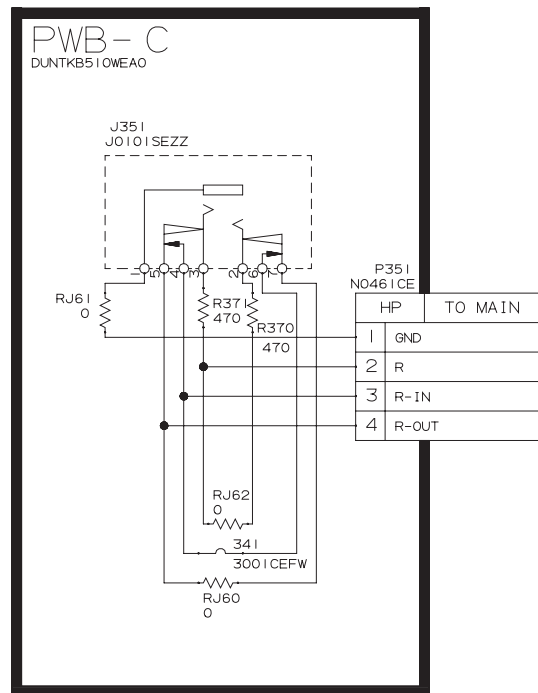 PWB-C
DUNTKB510WEA0
J351
J0101SEZZ
1 5 4 3 2 6 7
RJ61
0
R371
470
R370
470
P351
N0461CE
HP TO MAIN
1 GND
2 R
3 R-IN
4 R-OUT
RJ62
0
341
3001CEFW
RJ60
0